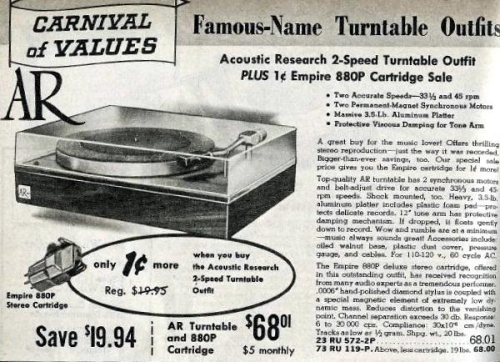 CARNIVAL
of VALUES
Famous-Name Turntable Outfits
Acoustic Research 2-Speed Turntable Outfit
PLUS 1¢ Empire 880P Cartridge Sale
AR
• Two Accurate Speeds—33⅓ and 45 rpm
• Two Permanent-Magnet Synchronous Motors
• Massive 3.5-Lb. Aluminum Platter
• Protective Viscous Damping for Tone Arm
A great buy for the music lover! Offers thrilling
stereo reproduction—just the way it was recorded.
Bigger-than-ever savings, too. Our special sale
price gives you the Empire cartridge for 1¢ more!
Top-quality AR turntable has 2 synchronous motors
and belt-adjust drive for accurate 33⅓ and 45
rpm speeds. Shock mounted, too. Heavy, 3.5-lb.
aluminum platter includes plastic foam pad—pro-
tects delicate records. 12" tone arm has protective
damping mechanism. If dropped, it floats gently
down to record. Wow and rumble are at a minimum
—music always sounds great! Accessories include:
oiled walnut base, plastic dust cover, pressure
gauge, and cables. For 110-120 v., 60 cycle AC.
The Empire 880P deluxe stereo cartridge, offered
in this outstanding outfit, has received recognition
from many audio experts as a tremendous performer.
.0006" hand-polished diamond stylus is coupled with
a special magnetic element of extremely low dy-
namic mass. Reduces distortion to the vanishing
point. Channel separation exceeds 30 db. Response:
6 to 30 000 cps. Compliance: 30x10⁻⁶ cm/dyne.
Tracks as low as ½ gram. Shpg. wt., 20 lbs.
23 RU 572-2P. 68.01
73 RU 119-P. Above, less cartridge. 19 lbs. 68.00
AR
only 1¢ more
Reg. $19.95
when you buy
the Acoustic Research
2-Speed Turntable
Outfit
Empire 880P
Stereo Cartridge
Save $19.94
AR Turntable
and 880P
Cartridge
$68.01
$5 monthly